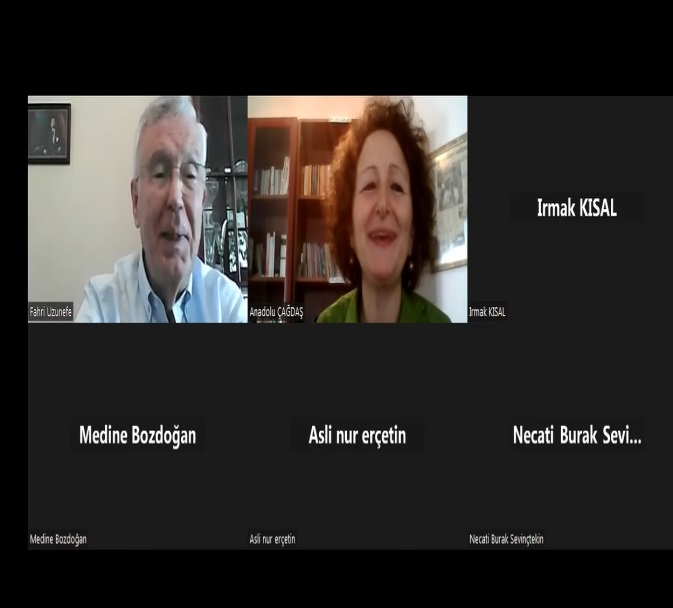 Fahri Uzunefe
Anadolu ÇAĞDAŞ
Irmak KISAL
Irmak KISAL
Medine Bozdoğan
Medine Bozdoğan
Asli nur erçetin
Asli nur erçetin
Necati Burak Sevi...
Necati Burak Sevinçtekin